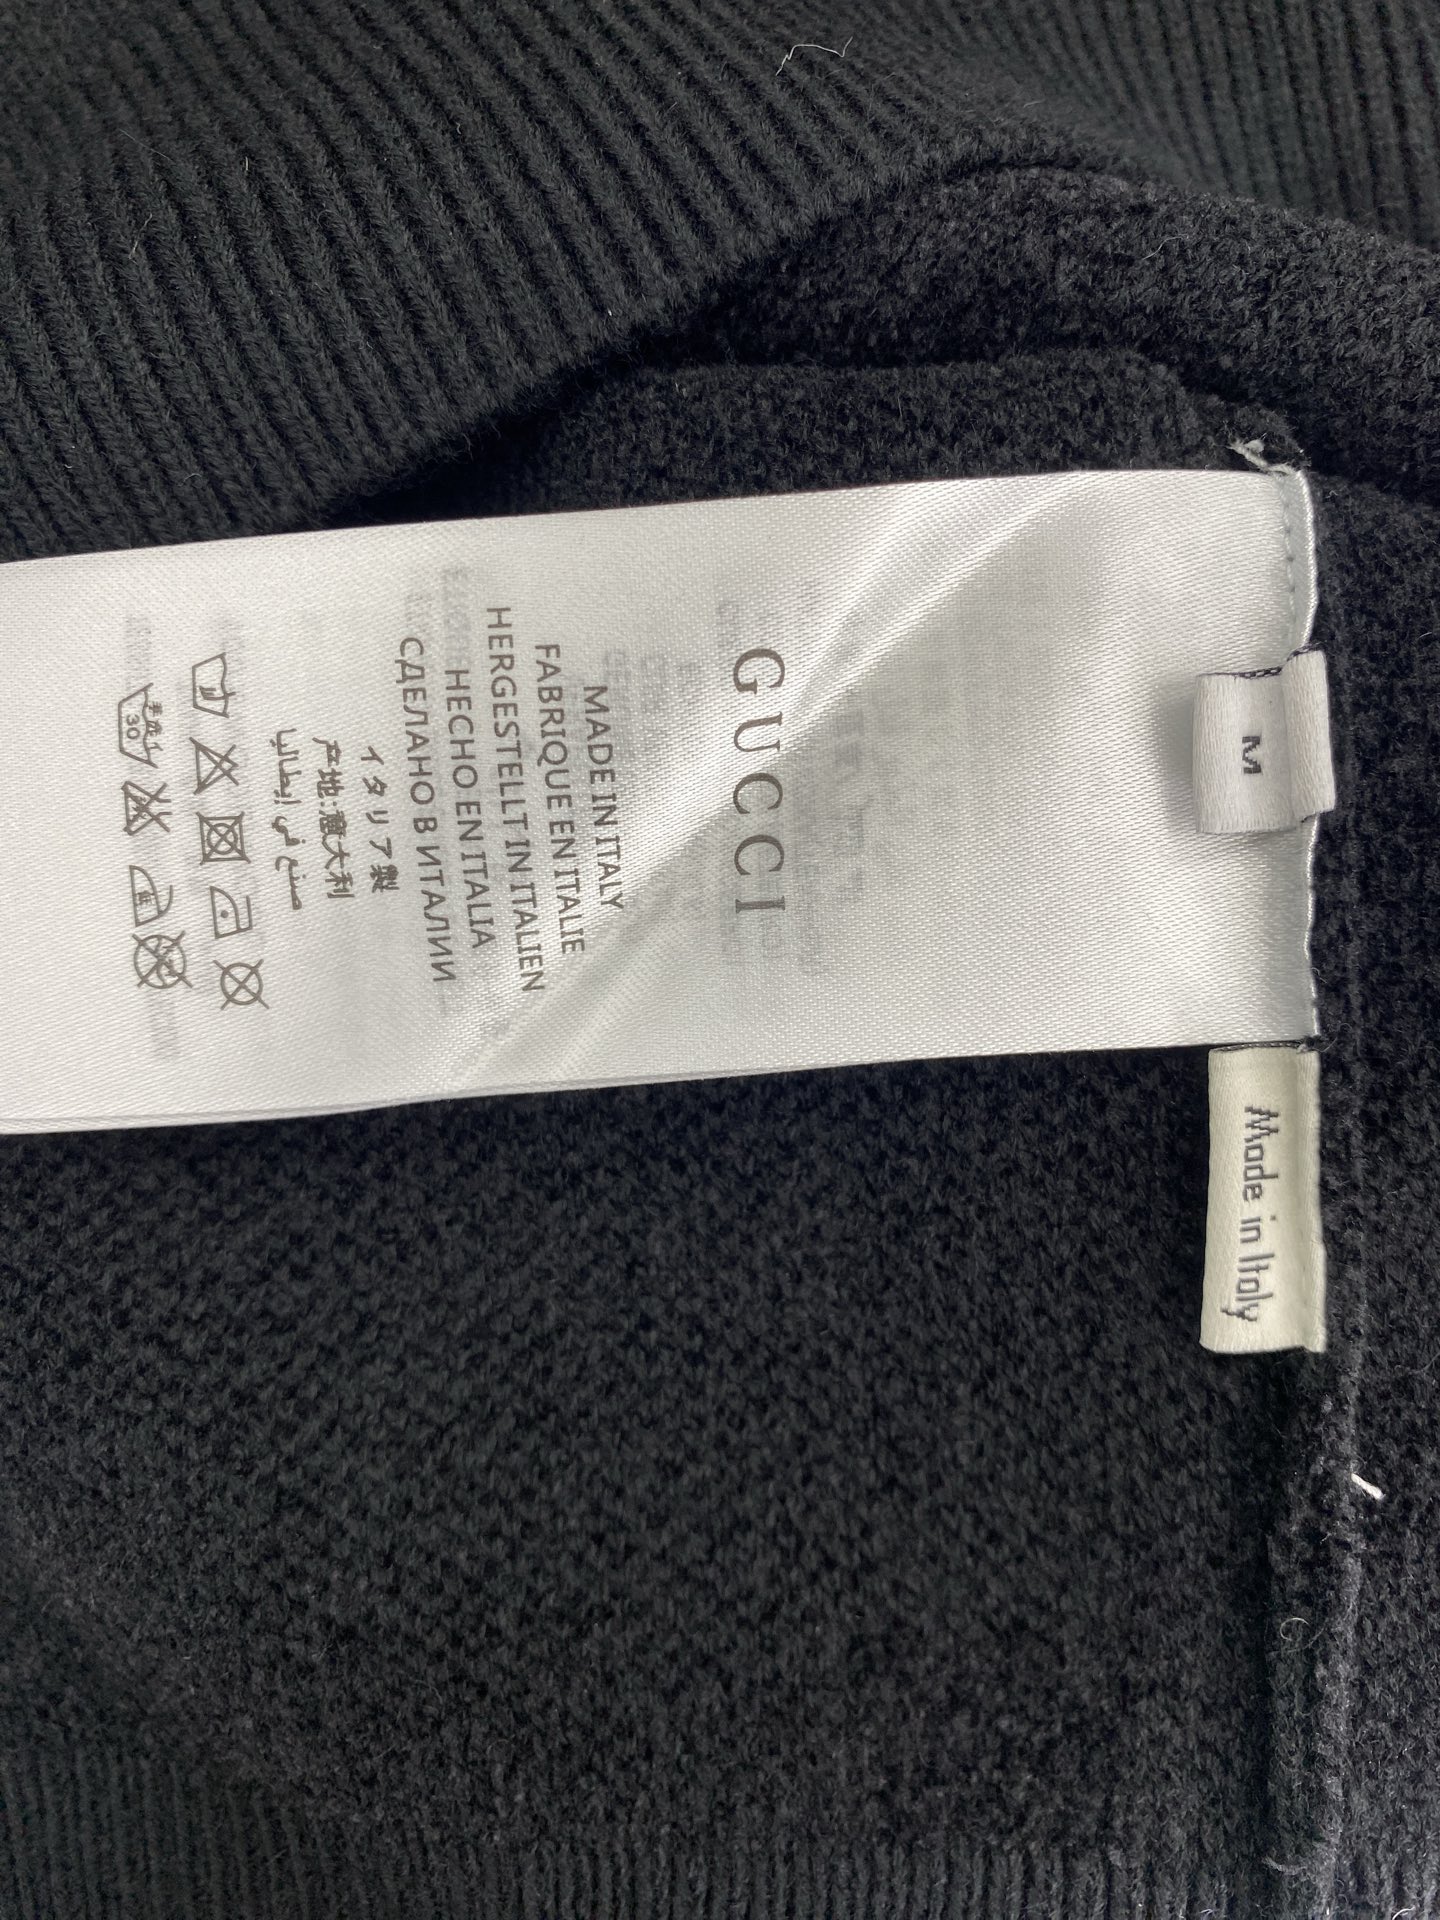 M
GUCCI
MADE IN ITALY
FABRIQUE EN ITALIE
HERGESTELLT IN ITALIEN
HECHO EN ITALIA
СДЕЛАНО В ИТАЛИИ
イタリア製
产地:意大利
صنع في إيطاليا
30
Made in Italy